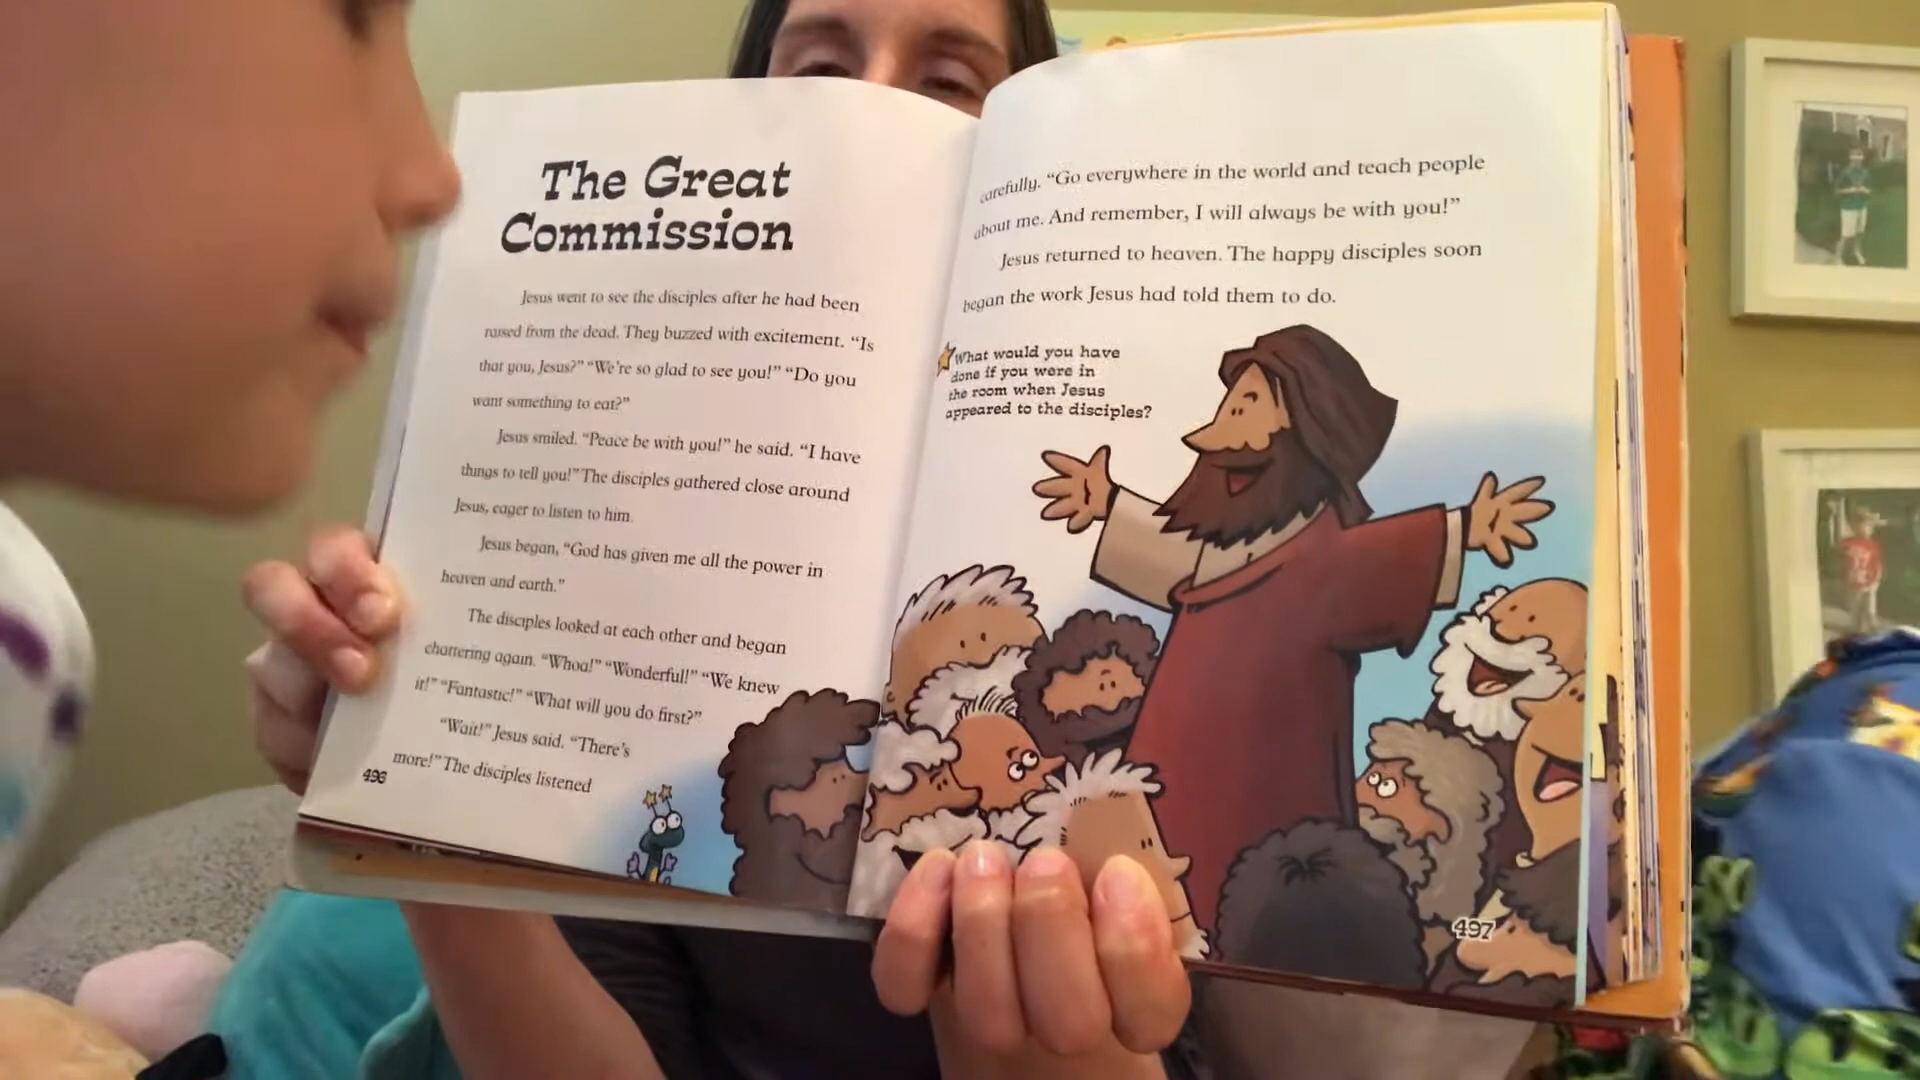 The Great
Commission
Jesus went to see the disciples after he had been
raised from the dead. They buzzed with excitement. “Is
that you, Jesus?” “We’re so glad to see you!” “Do you
want something to eat?”
Jesus smiled. “Peace be with you!” he said. “I have
things to tell you!” The disciples gathered close around
Jesus, eager to listen to him.
Jesus began, “God has given me all the power in
heaven and earth.”
The disciples looked at each other and began
chattering again. “Whoa!” “Wonderful!” “We knew
it!” “Fantastic!” “What will you do first?”
“Wait!” Jesus said. “There’s
more!” The disciples listened
496
carefully. “Go everywhere in the world and teach people
about me. And remember, I will always be with you!”
Jesus returned to heaven. The happy disciples soon
began the work Jesus had told them to do.
What would you have
done if you were in
the room when Jesus
appeared to the disciples?
497